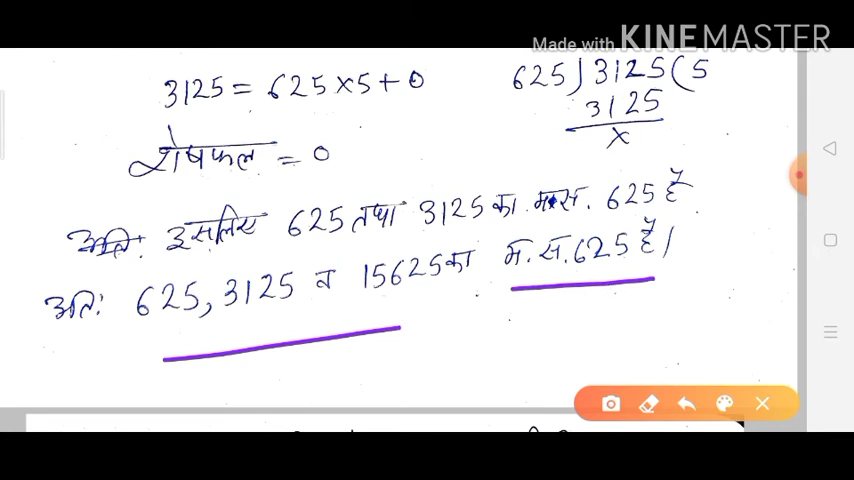 Made with KINEMASTER
3125 = 625 × 5 + 0
625 ) 3125 ( 5
3125
×
शेषफल = 0
अतः इसलिए 625 तथा 3125 का म.स. 625 है
अतः 625, 3125 व 15625 का म.स. 625 है।